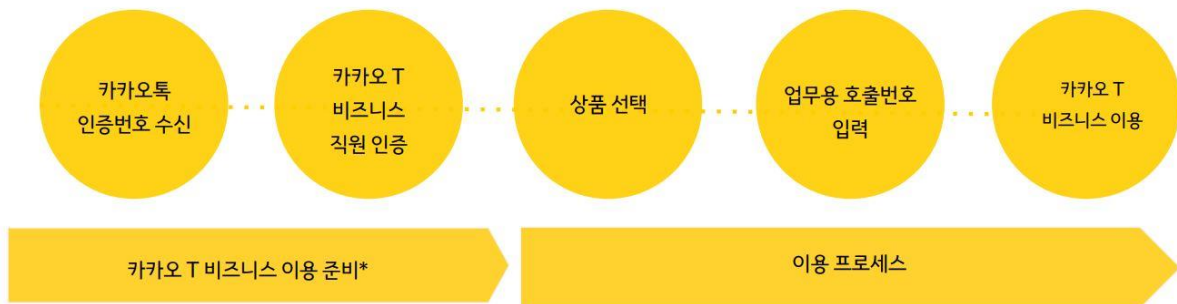 카카오톡
인증번호 수신
카카오 T
비즈니스
직원 인증
상품 선택
업무용 호출번호
입력
카카오 T
비즈니스 이용
카카오 T 비즈니스 이용 준비*
이용 프로세스